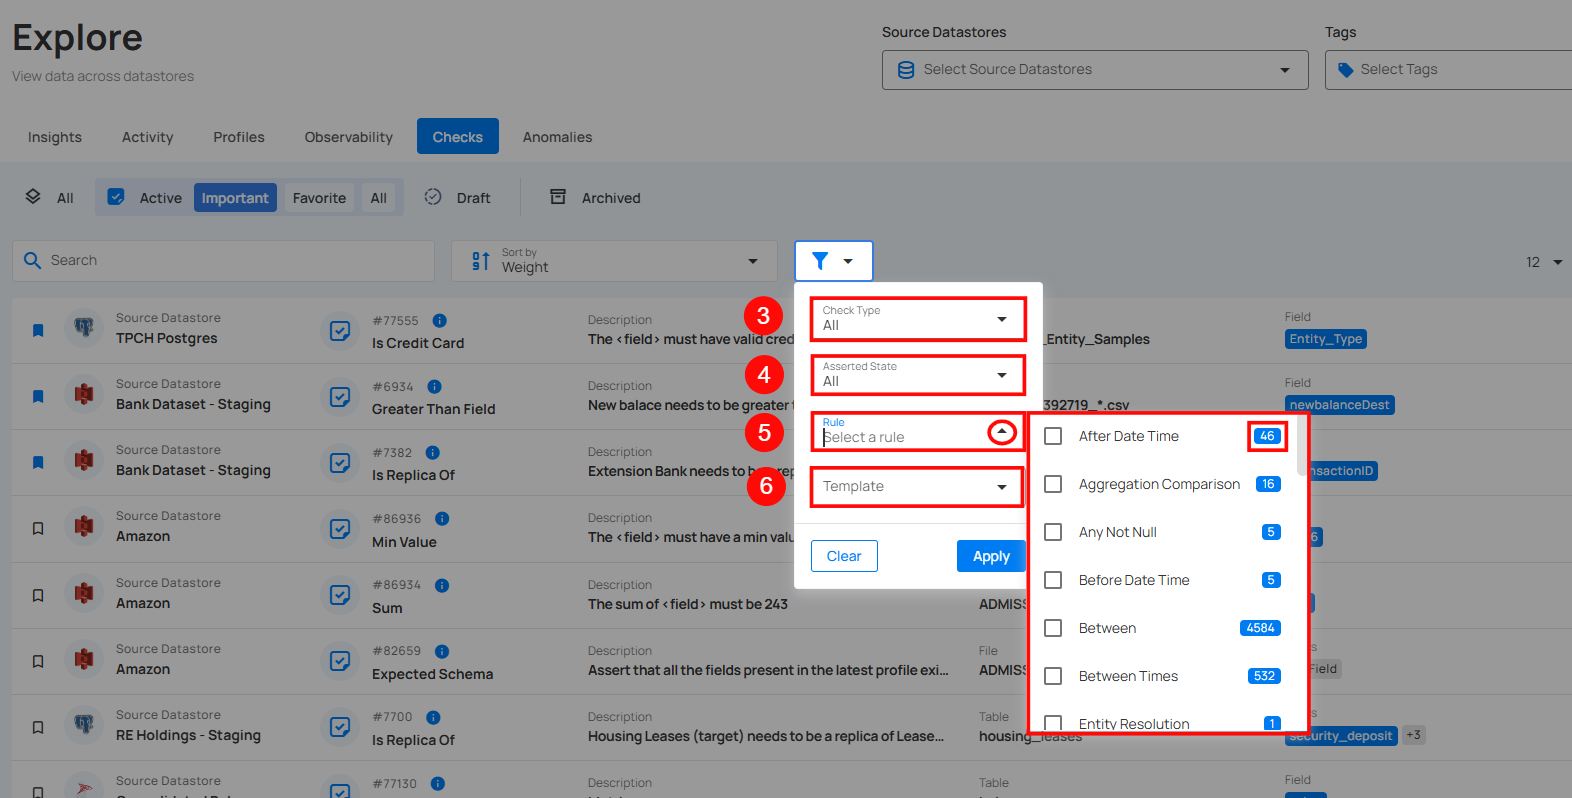 Explore
View data across datastores
Source Datastores
Select Source Datastores
Tags
Select Tags
Insights Activity Profiles Observability Checks Anomalies
All Active Important Favorite All Draft Archived
Search
Sort by
Weight
12
3
Check Type
All
4
Asserted State
All
5
Rule
Select a rule
6
Template
Clear Apply
After Date Time 46
Aggregation Comparison 16
Any Not Null 5
Before Date Time 5
Between 4584
Between Times 532
Entity Resolution 1
Source Datastore
TPCH Postgres
#77555
Is Credit Card
Description
The <field> must have valid cred
_Entity_Samples
Field
Entity_Type
Source Datastore
Bank Dataset - Staging
#6934
Greater Than Field
Description
New balace needs to be greater t
392719_*.csv
Field
newbalanceDest
Source Datastore
Bank Dataset - Staging
#7382
Is Replica Of
Description
Extension Bank needs to be a rep
nsactionID
Source Datastore
Amazon
#86936
Min Value
Description
The <field> must have a min valu
Source Datastore
Amazon
#86934
Sum
Description
The sum of <field> must be 243
ADMISS
Source Datastore
Amazon
#82659
Expected Schema
Description
Assert that all the fields present in the latest profile exi...
File
ADMISS
Field
Source Datastore
RE Holdings - Staging
#7700
Is Replica Of
Description
Housing Leases (target) needs to be a replica of Lease...
Table
housing_leases
security_deposit +3
Source Datastore
#77130
Description
Table
Field